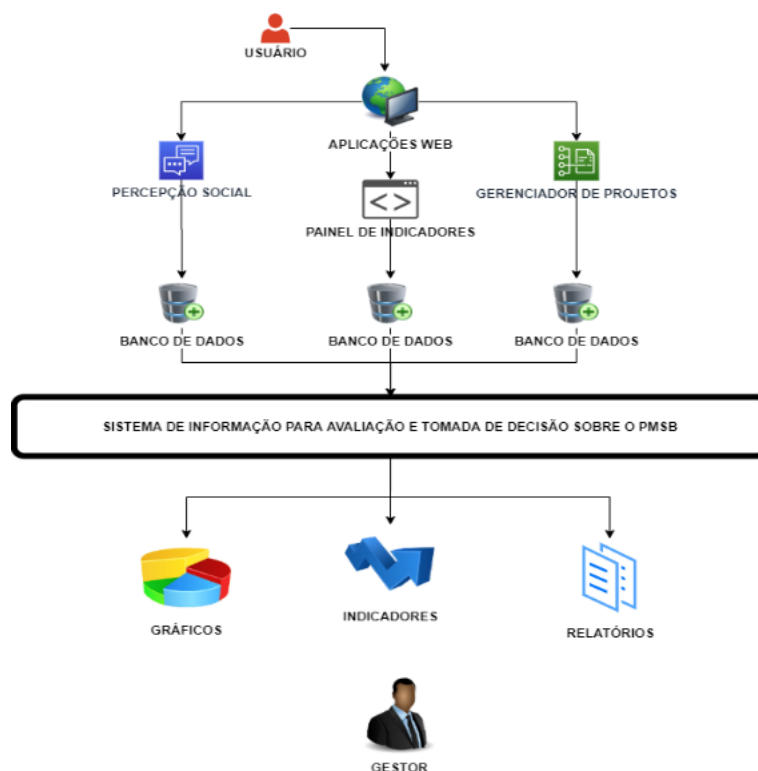 USUÁRIO
APLICAÇÕES WEB
PERCEPÇÃO SOCIAL
GERENCIADOR DE PROJETOS
PAINEL DE INDICADORES
BANCO DE DADOS
BANCO DE DADOS
BANCO DE DADOS
SISTEMA DE INFORMAÇÃO PARA AVALIAÇÃO E TOMADA DE DECISÃO SOBRE O PMSB
GRÁFICOS
INDICADORES
RELATÓRIOS
GESTOR